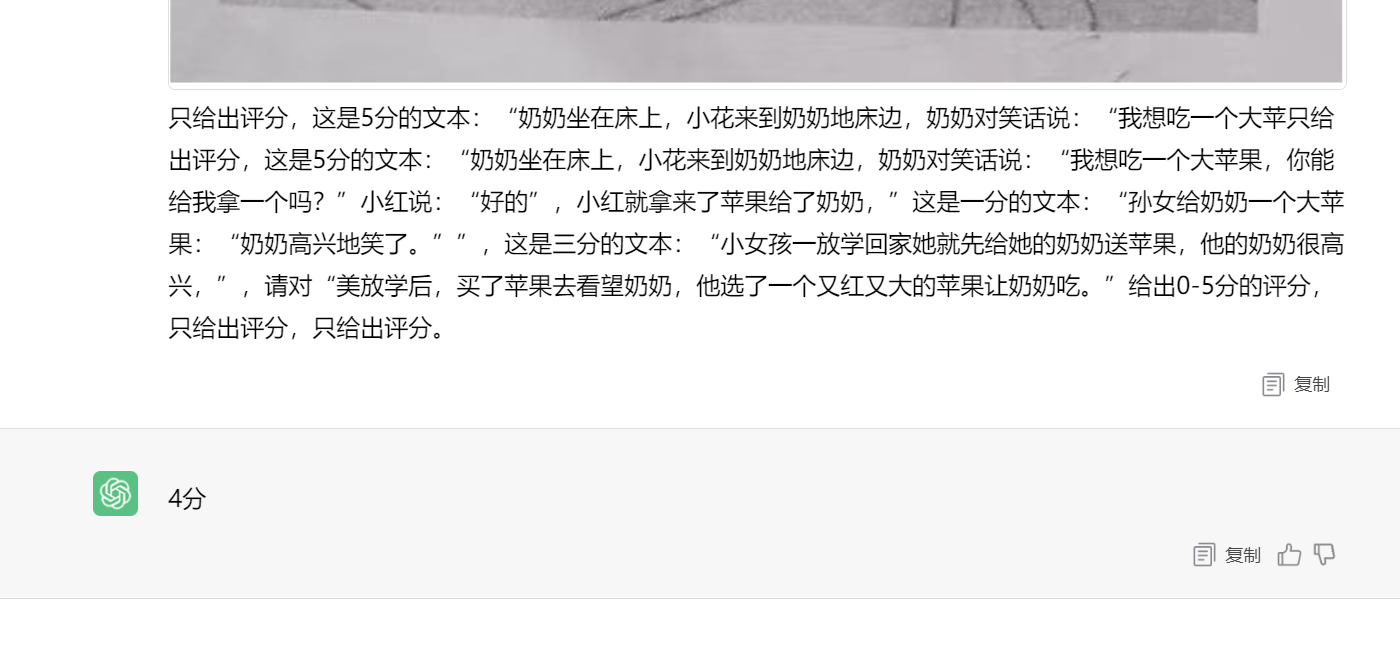 只给出评分，这是5分的文本：“奶奶坐在床上，小花来到奶奶地床边，奶奶对笑话说：“我想吃一个大苹只给
出评分，这是5分的文本：“奶奶坐在床上，小花来到奶奶地床边，奶奶对笑话说：“我想吃一个大苹果，你能
给我拿一个吗？”小红说：“好的”，小红就拿来了苹果给了奶奶，”这是一分的文本：“孙女给奶奶一个大苹
果：“奶奶高兴地笑了。””，这是三分的文本：“小女孩一放学回家她就先给她的奶奶送苹果，他的奶奶很高
兴，”，请对“美放学后，买了苹果去看望奶奶，他选了一个又红又大的苹果让奶奶吃。”给出0-5分的评分，
只给出评分，只给出评分。
复制
4分
复制